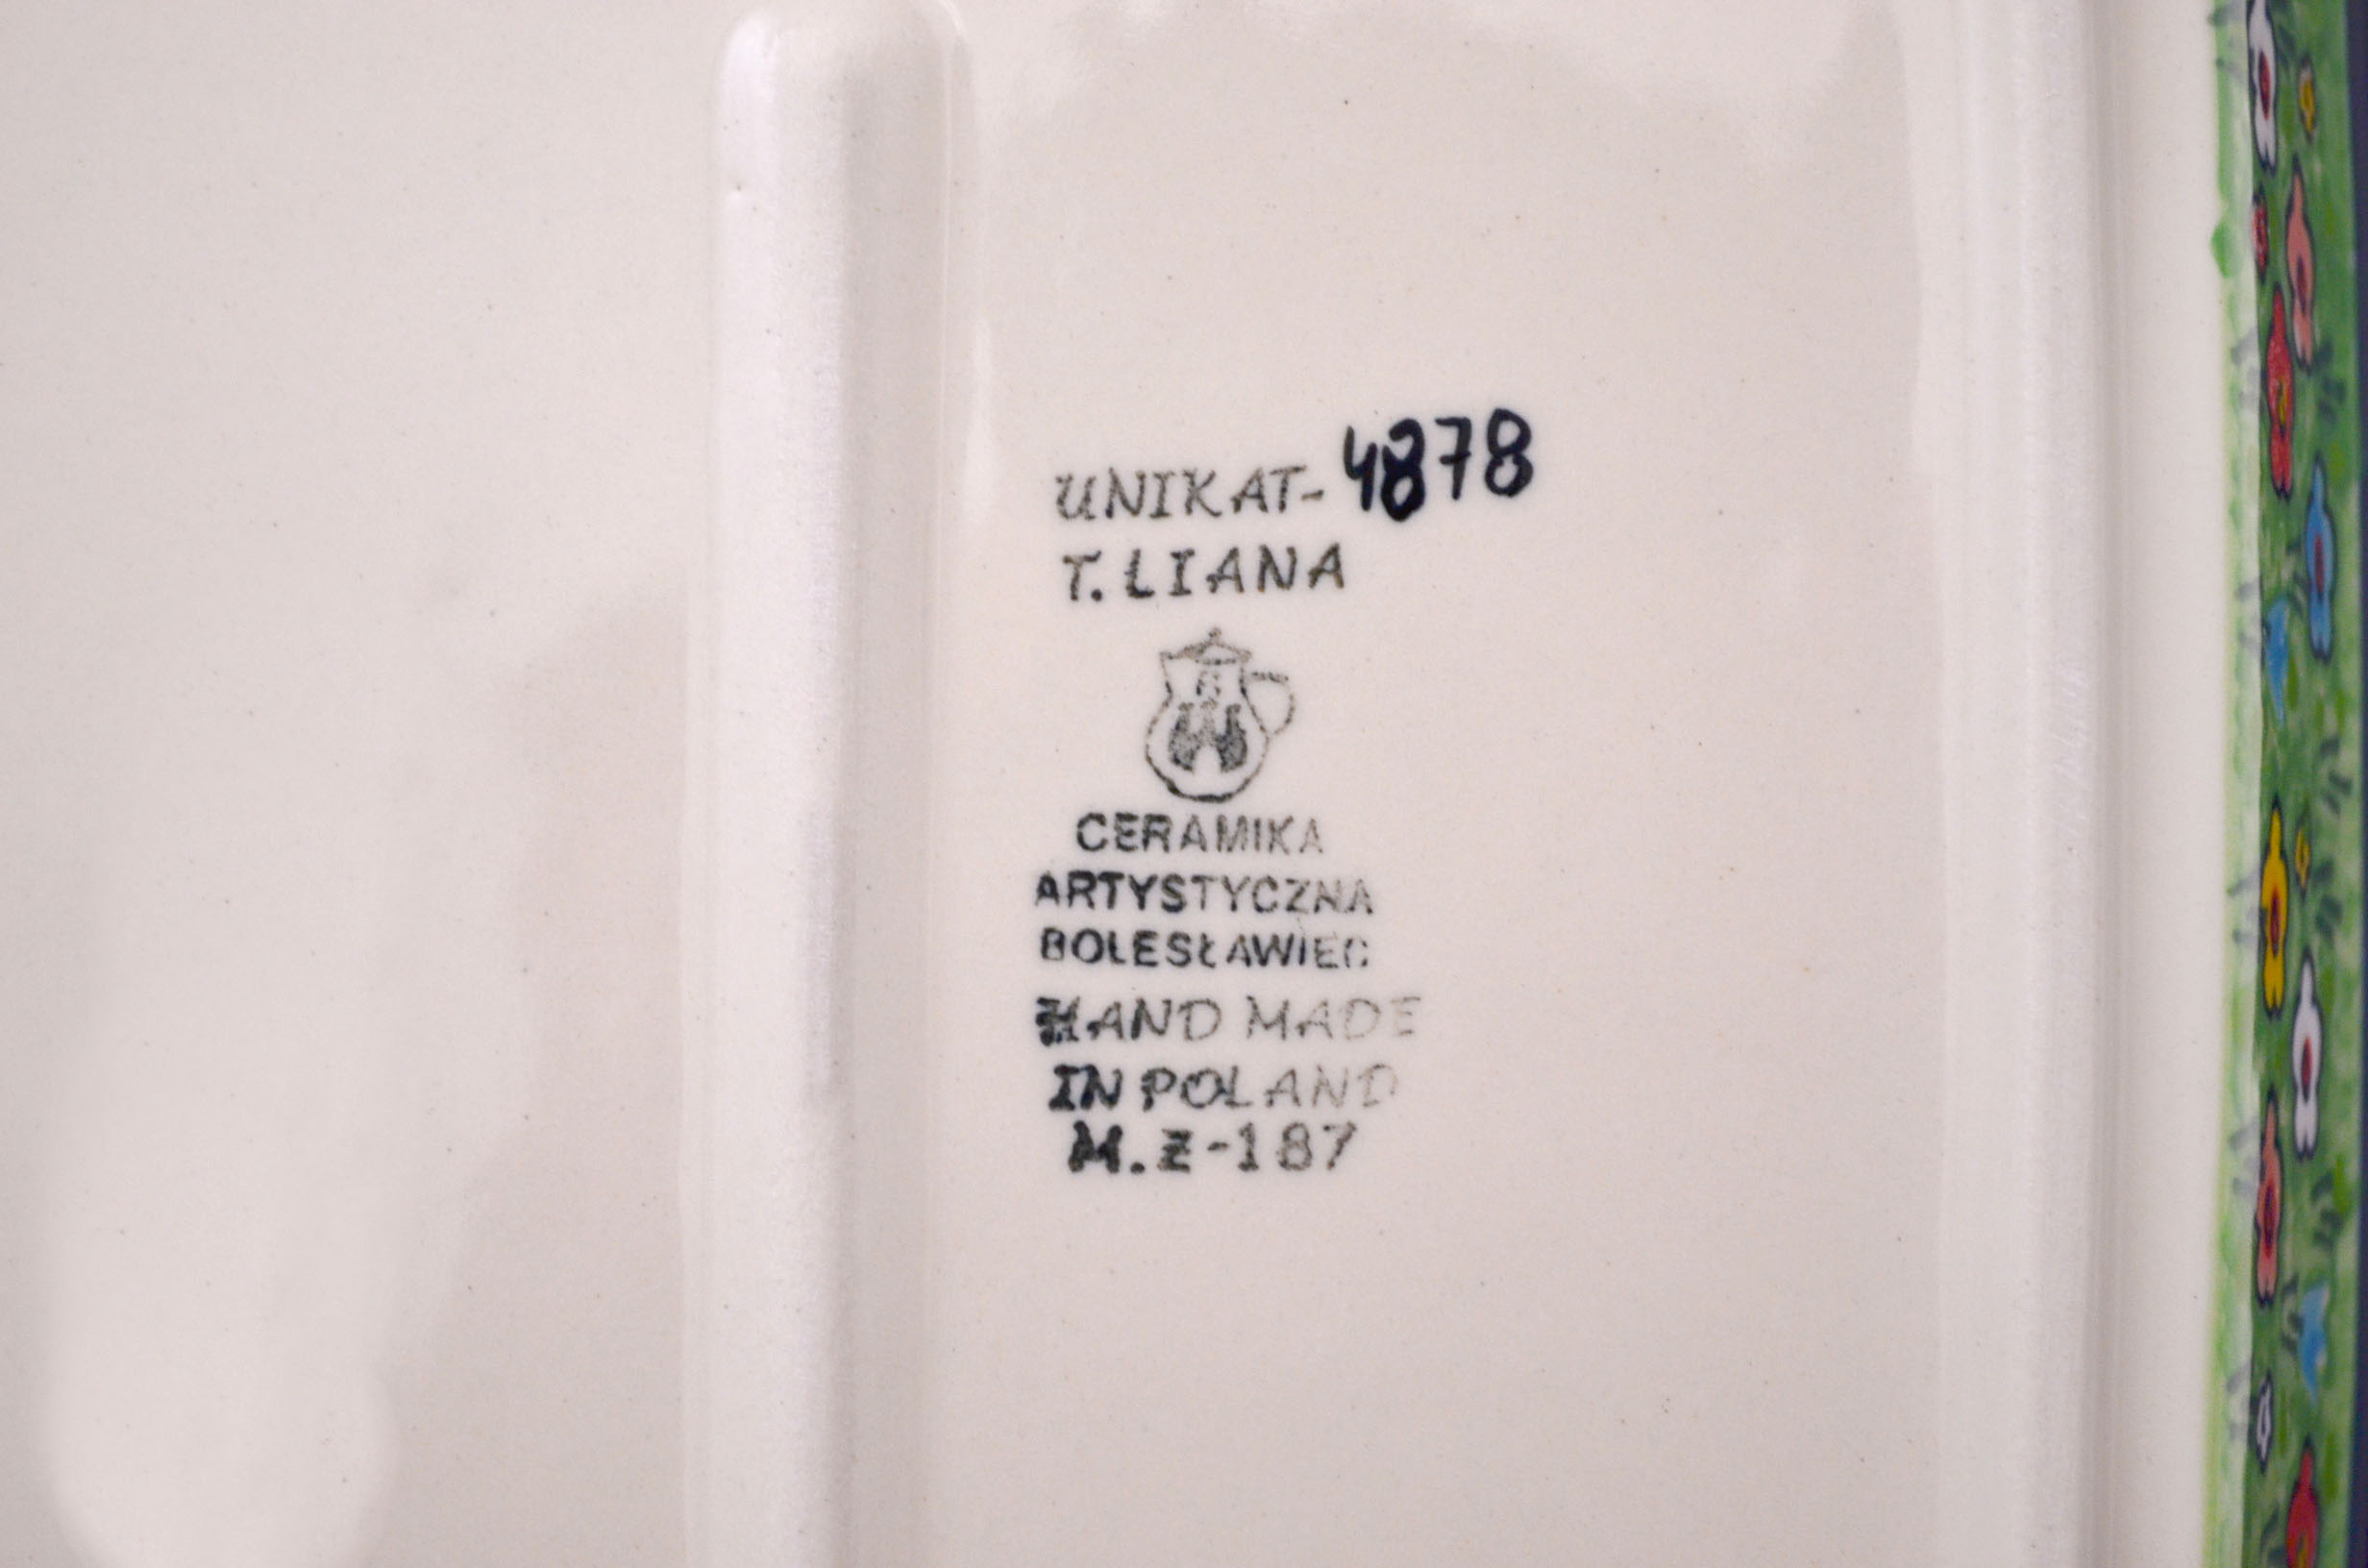 UNIKAT-4878
T. LIANA
CERAMIKA
ARTYSTYCZNA
BOLESŁAWIEC
HAND MADE
IN POLAND
M.Z-187